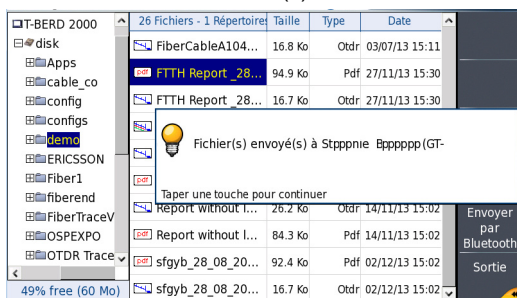 T-BERD 2000
disk
Apps
cable_co
config
configs
demo
ERICSSON
Fiber1
fiberend
FiberTraceV
OSPEXPO
OTDR Trace
49% free (60 Mo)
26 Fichiers - 1 Répertoires Taille Type Date
FiberCableA104... 16.8 Ko Otdr 03/07/13 15:11
pdf FTTH Report _28... 94.9 Ko Pdf 27/11/13 15:30
FTTH Report _28... 16.7 Ko Otdr 27/11/13 15:30
Fichier(s) envoyé(s) à Stpppnıe Bpppppp(GT-
Taper une touche pour continuer
pdf
Report without l... 26.2 Ko Otdr 14/11/13 15:02
pdf Report without l... 84.3 Ko Pdf 14/11/13 15:02
pdf sfgyb_28_08_20... 92.4 Ko Pdf 02/12/13 15:02
sfgyb_28_08_20... 16.7 Ko Otdr 02/12/13 15:02
Envoyer
par
Bluetooth
Sortie